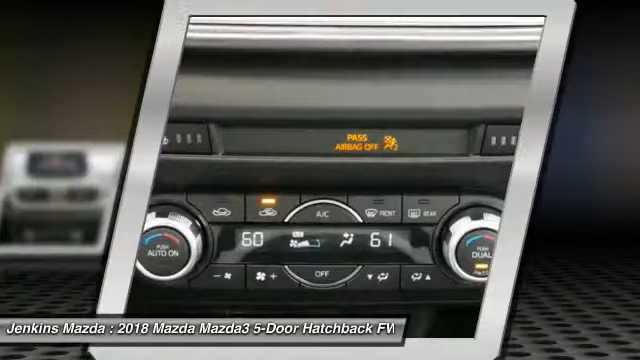 PASS
AIRBAG OFF 2
A/C
FRONT
REAR
60
61
PUSH
AUTO ON
PUSH
DUAL
- +
OFF
Jenkins Mazda : 2018 Mazda Mazda3 5-Door Hatchback FW